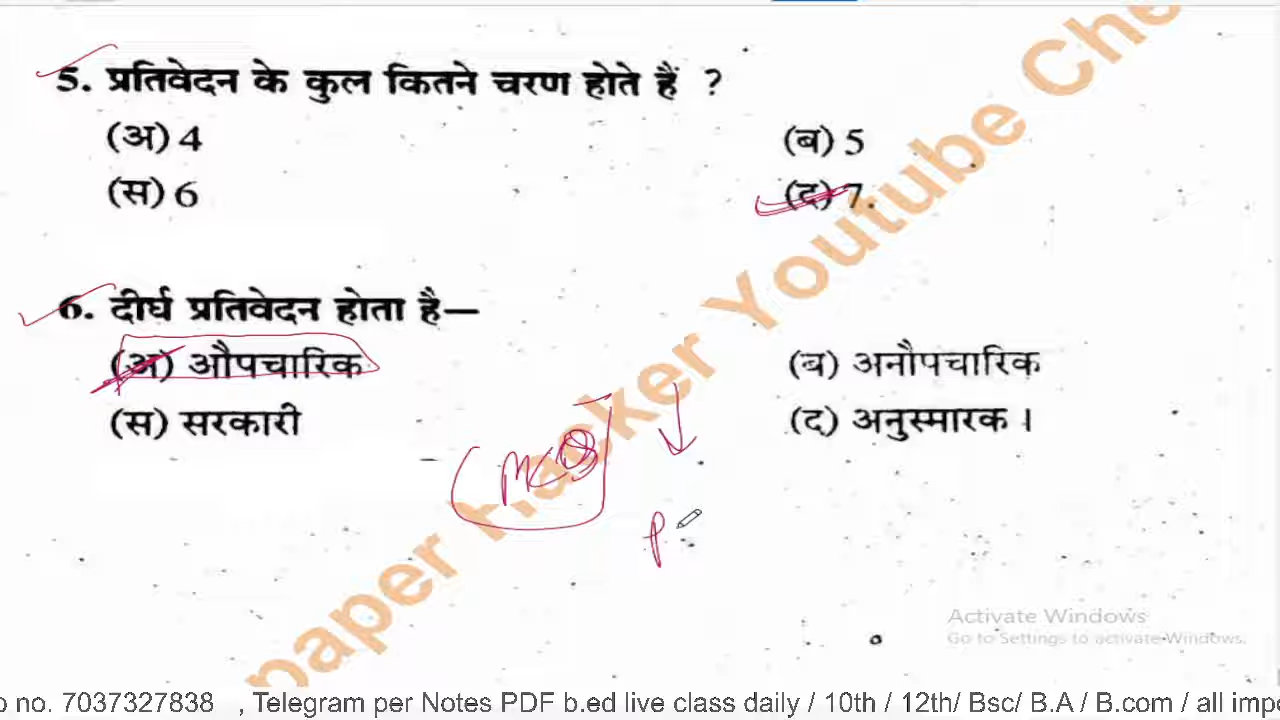 5. प्रतिवेदन के कुल कितने चरण होते हैं ?
(अ) 4
(ब) 5
(स) 6
(द) 7.
6. दीर्घ प्रतिवेदन होता है—
(अ) औपचारिक
(ब) अनौपचारिक
(स) सरकारी
(द) अनुस्मारक ।
MCQ
P
paper Hacker Youtube Che
Activate Windows
Go to Settings to activate Windows.
o no. 7037327838 , Telegram per Notes PDF b.ed live class daily / 10th / 12th/ Bsc/ B.A / B.com / all impo